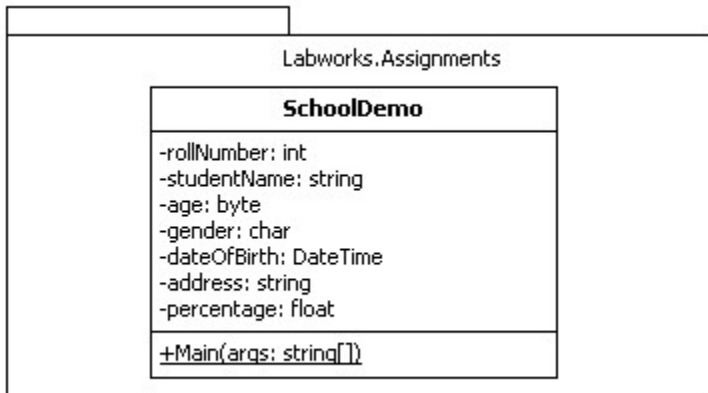 Labworks.Assignments
SchoolDemo
-rollNumber: int
-studentName: string
-age: byte
-gender: char
-dateOfBirth: DateTime
-address: string
-percentage: float
+Main(args: string[])